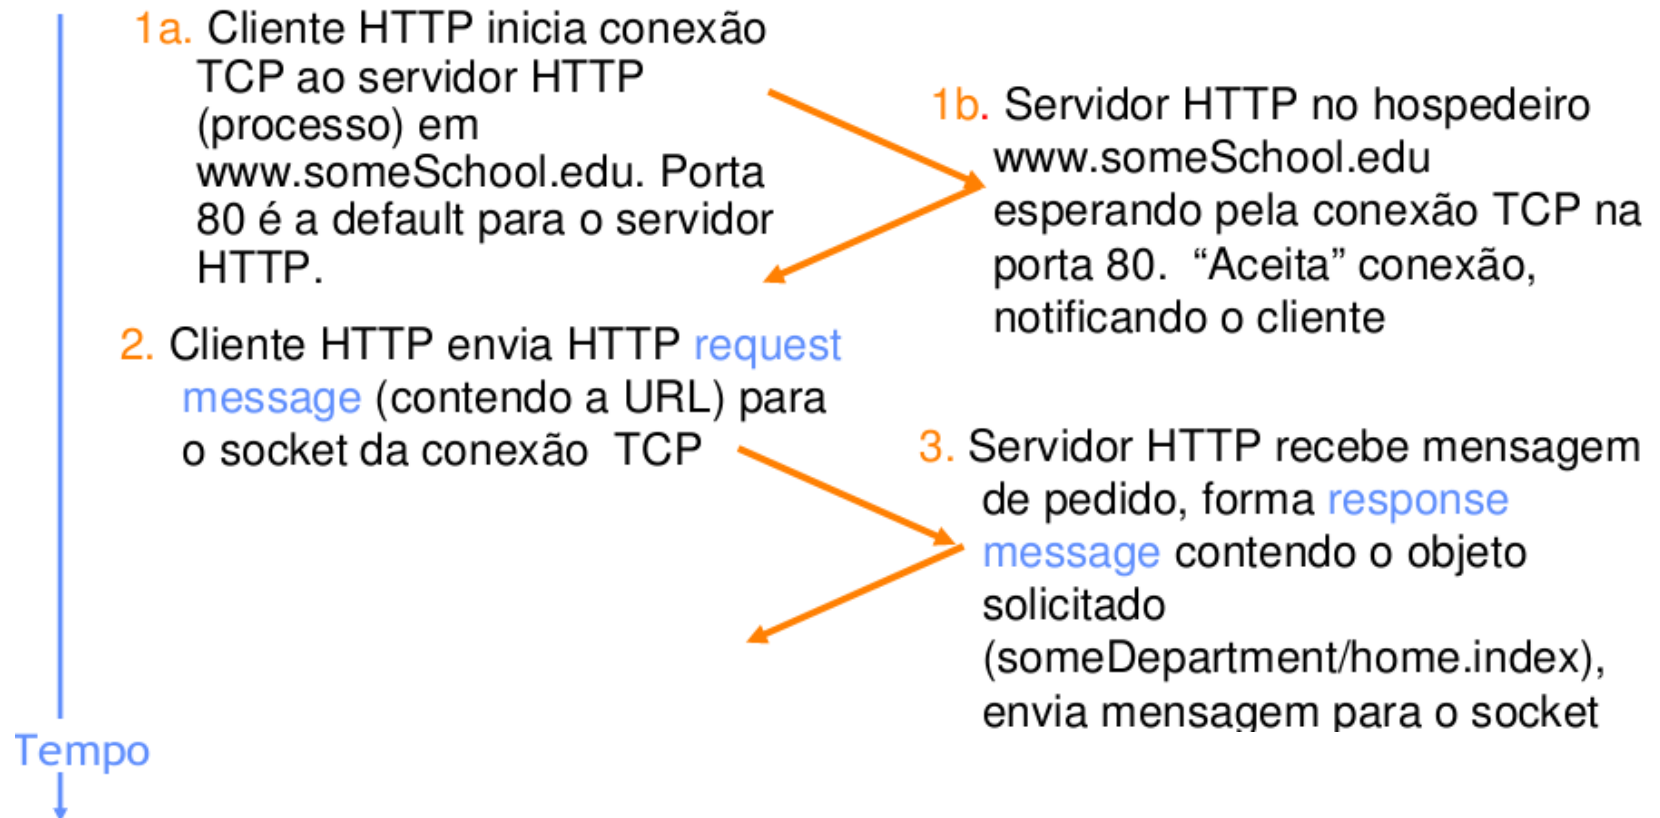 1a. Cliente HTTP inicia conexão
TCP ao servidor HTTP
(processo) em
www.someSchool.edu. Porta
80 é a default para o servidor
HTTP.
1b. Servidor HTTP no hospedeiro
www.someSchool.edu
esperando pela conexão TCP na
porta 80.  “Aceita” conexão,
notificando o cliente
2. Cliente HTTP envia HTTP request
message (contendo a URL) para
o socket da conexão  TCP
3. Servidor HTTP recebe mensagem
de pedido, forma response
message contendo o objeto
solicitado
(someDepartment/home.index),
envia mensagem para o socket
Tempo